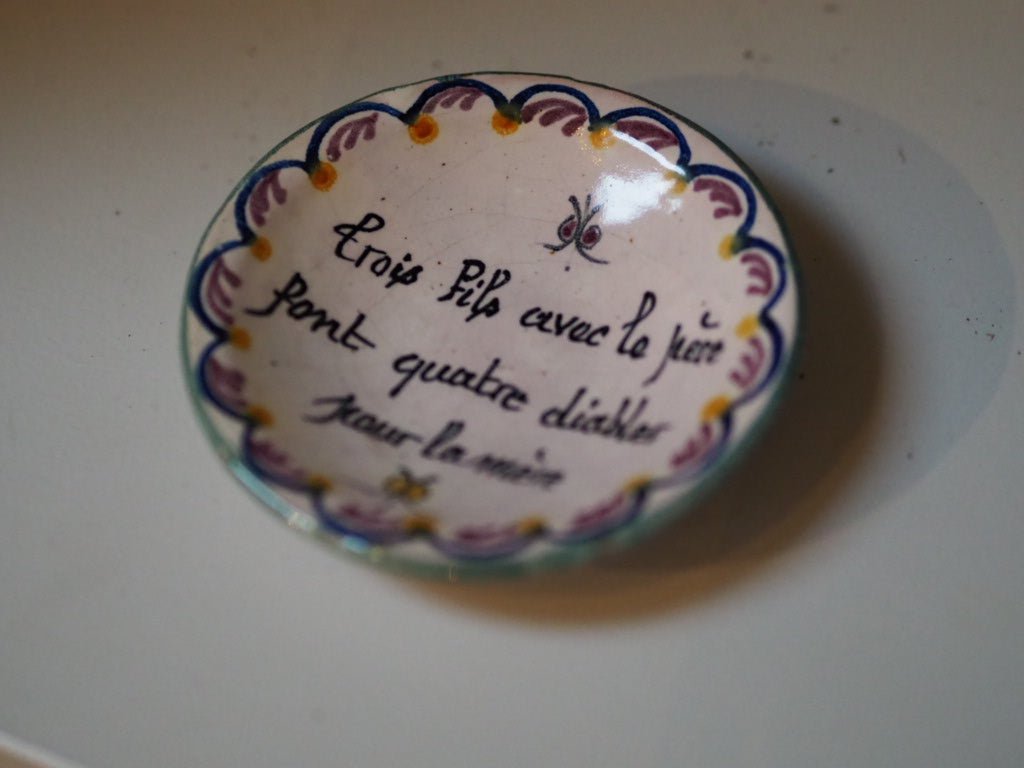 trois fils avec le père
font quatre diables
pour la mère